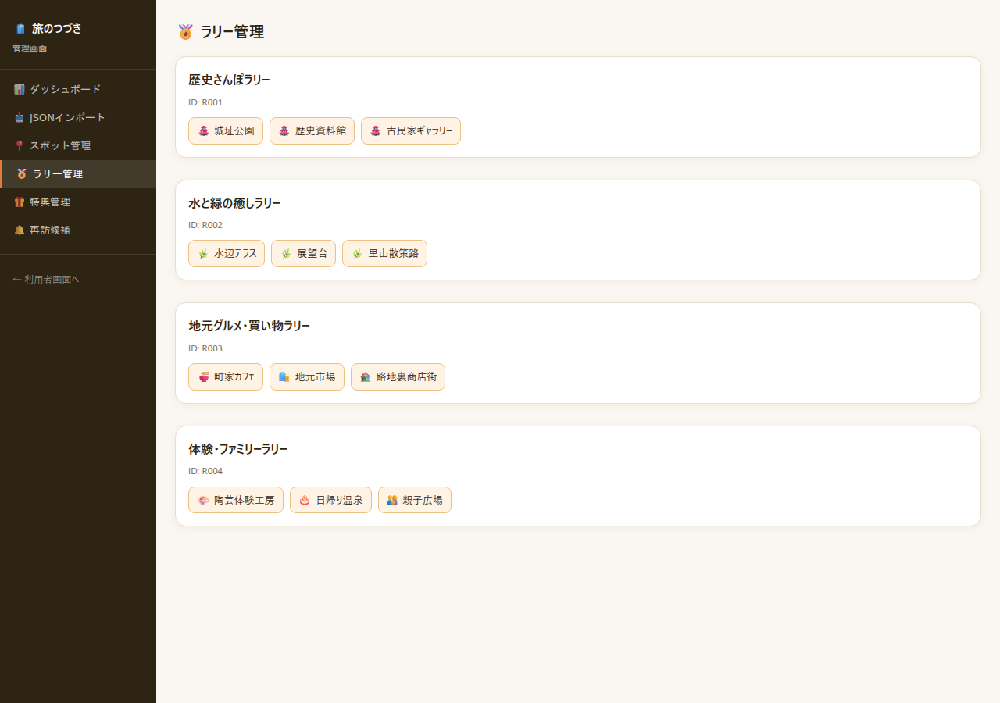 旅のつづき
管理画面
ダッシュボード
JSONインポート
スポット管理
ラリー管理
特典管理
再訪候補
← 利用者画面へ
ラリー管理
歴史さんぽラリー
ID: R001
城址公園 歴史資料館 古民家ギャラリー
水と緑の癒しラリー
ID: R002
水辺テラス 展望台 里山散策路
地元グルメ・買い物ラリー
ID: R003
町家カフェ 地元市場 路地裏商店街
体験・ファミリーラリー
ID: R004
陶芸体験工房 日帰り温泉 親子広場